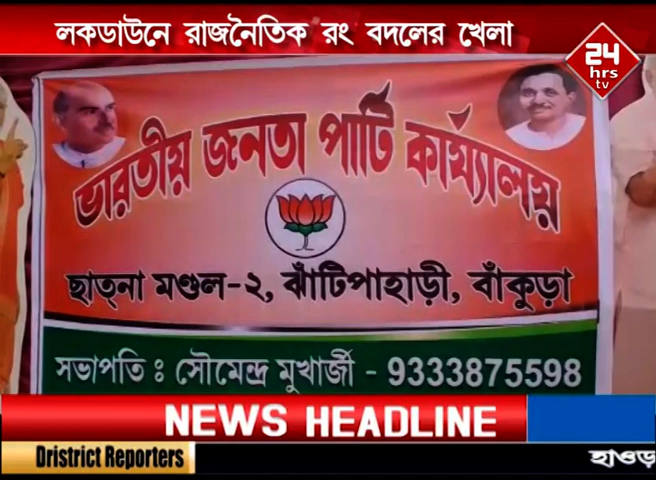 লকডাউনে রাজনৈতিক রং বদলের খেলা
24
hrs
tv
ভারতীয় জনতা পার্টি কার্য্যালয়
ছাত্না মণ্ডল-২, ঝাঁটিপাহাড়ী, বাঁকুড়া
সভাপতি : সৌমেন্দ্র মুখার্জী - 9333875598
NEWS HEADLINE
Dristrict Reporters
হাওড়